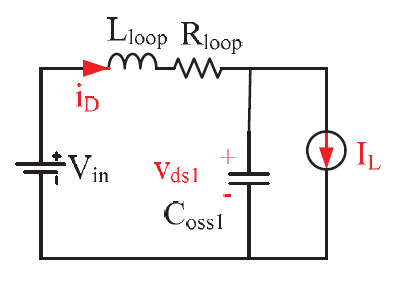 Lloop Rloop
iD
+ Vin
vds1 + IL
-
Coss1